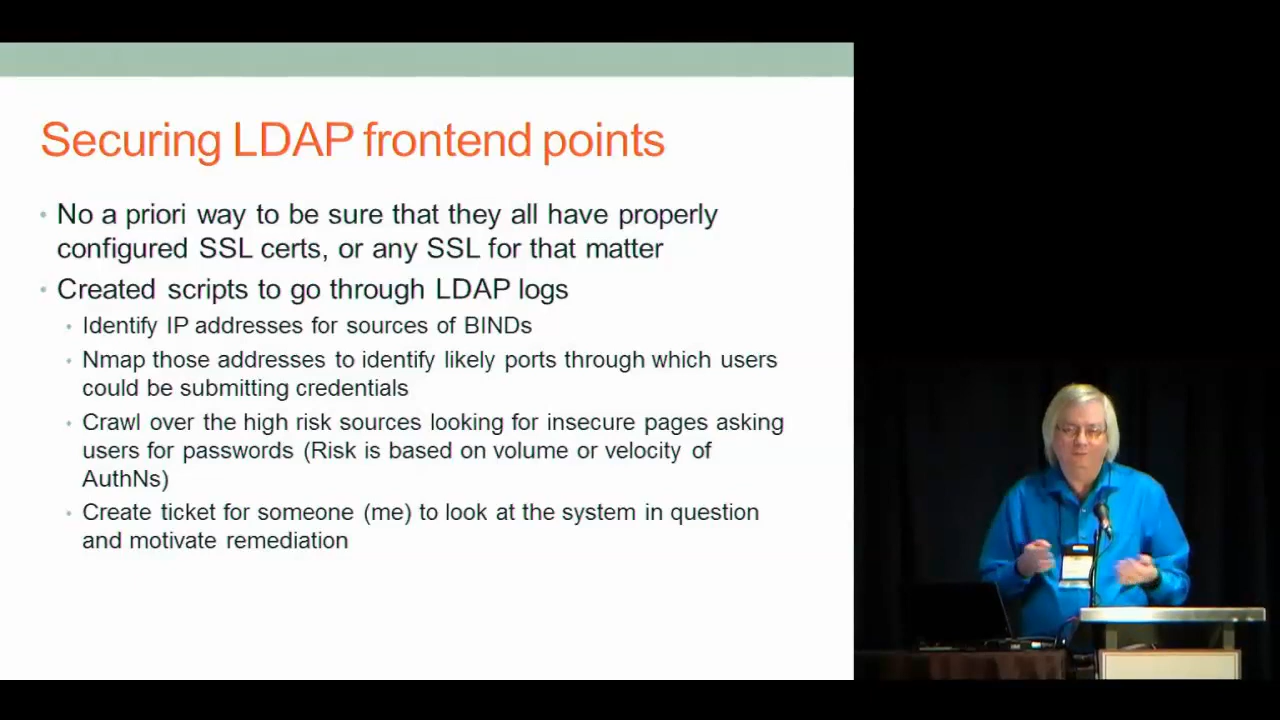 Securing LDAP frontend points
• No a priori way to be sure that they all have properly
configured SSL certs, or any SSL for that matter
• Created scripts to go through LDAP logs
• Identify IP addresses for sources of BINDs
• Nmap those addresses to identify likely ports through which users
could be submitting credentials
• Crawl over the high risk sources looking for insecure pages asking
users for passwords (Risk is based on volume or velocity of
AuthNs)
• Create ticket for someone (me) to look at the system in question
and motivate remediation